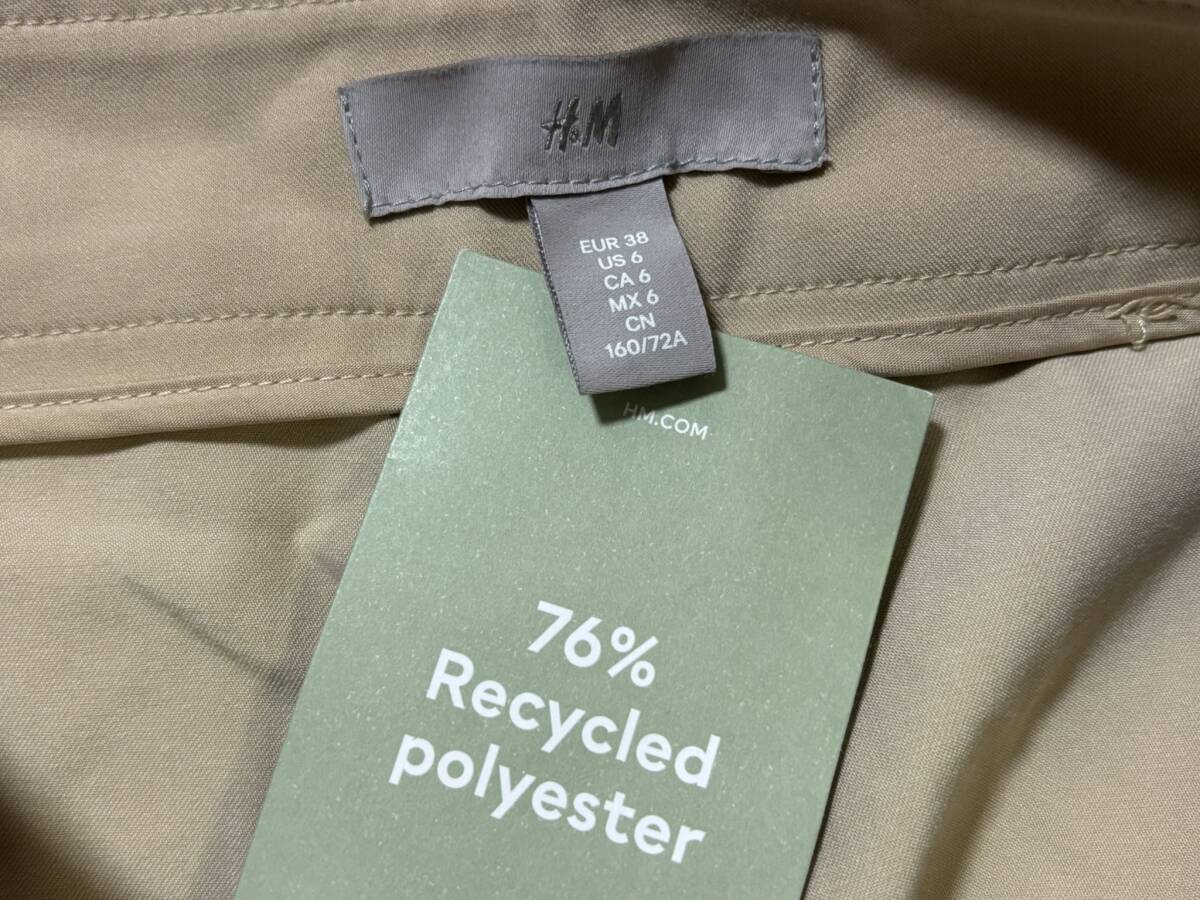 H&M
EUR 38
US 6
CA 6
MX 6
CN
160/72A
HM.COM
76%
Recycled
polyester